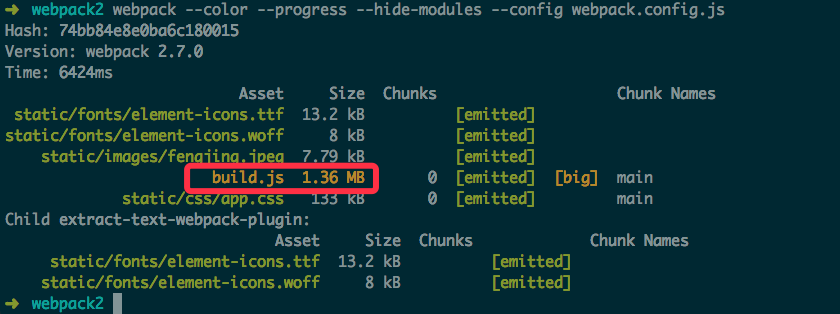 ➜ webpack2 webpack --color --progress --hide-modules --config webpack.config.js
Hash: 74bb84e8e0ba6c180015
Version: webpack 2.7.0
Time: 6424ms
Asset Size Chunks Chunk Names
static/fonts/element-icons.ttf 13.2 kB [emitted]
static/fonts/element-icons.woff 8 kB [emitted]
static/images/fengjing.jpeg 7.79 kB [emitted]
build.js 1.36 MB 0 [emitted] [big] main
static/css/app.css 133 kB 0 [emitted] main
Child extract-text-webpack-plugin:
Asset Size Chunks Chunk Names
static/fonts/element-icons.ttf 13.2 kB [emitted]
static/fonts/element-icons.woff 8 kB [emitted]
➜ webpack2